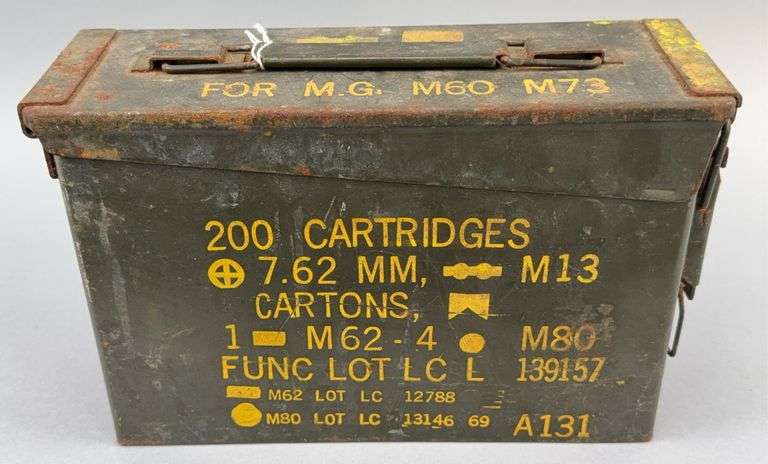 FOR M.G. M60 M73
200 CARTRIDGES
7.62 MM, M13
CARTONS,
1 M62-4 M80
FUNC LOT LC L 139157
M62 LOT LC 12788
M80 LOT LC 13146 69 A131